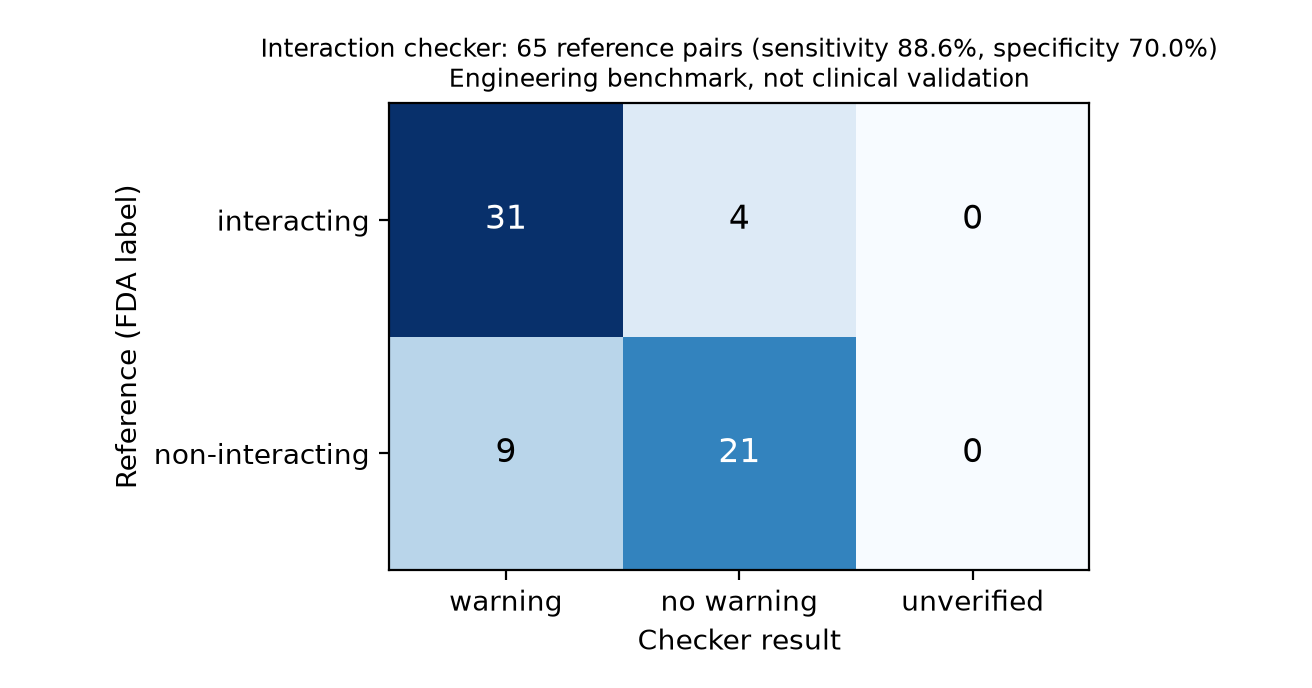 Interaction checker: 65 reference pairs (sensitivity 88.6%, specificity 70.0%)
Engineering benchmark, not clinical validation
Reference (FDA label)
interacting
31
4
0
non-interacting
9
21
0
warning
no warning
unverified
Checker result